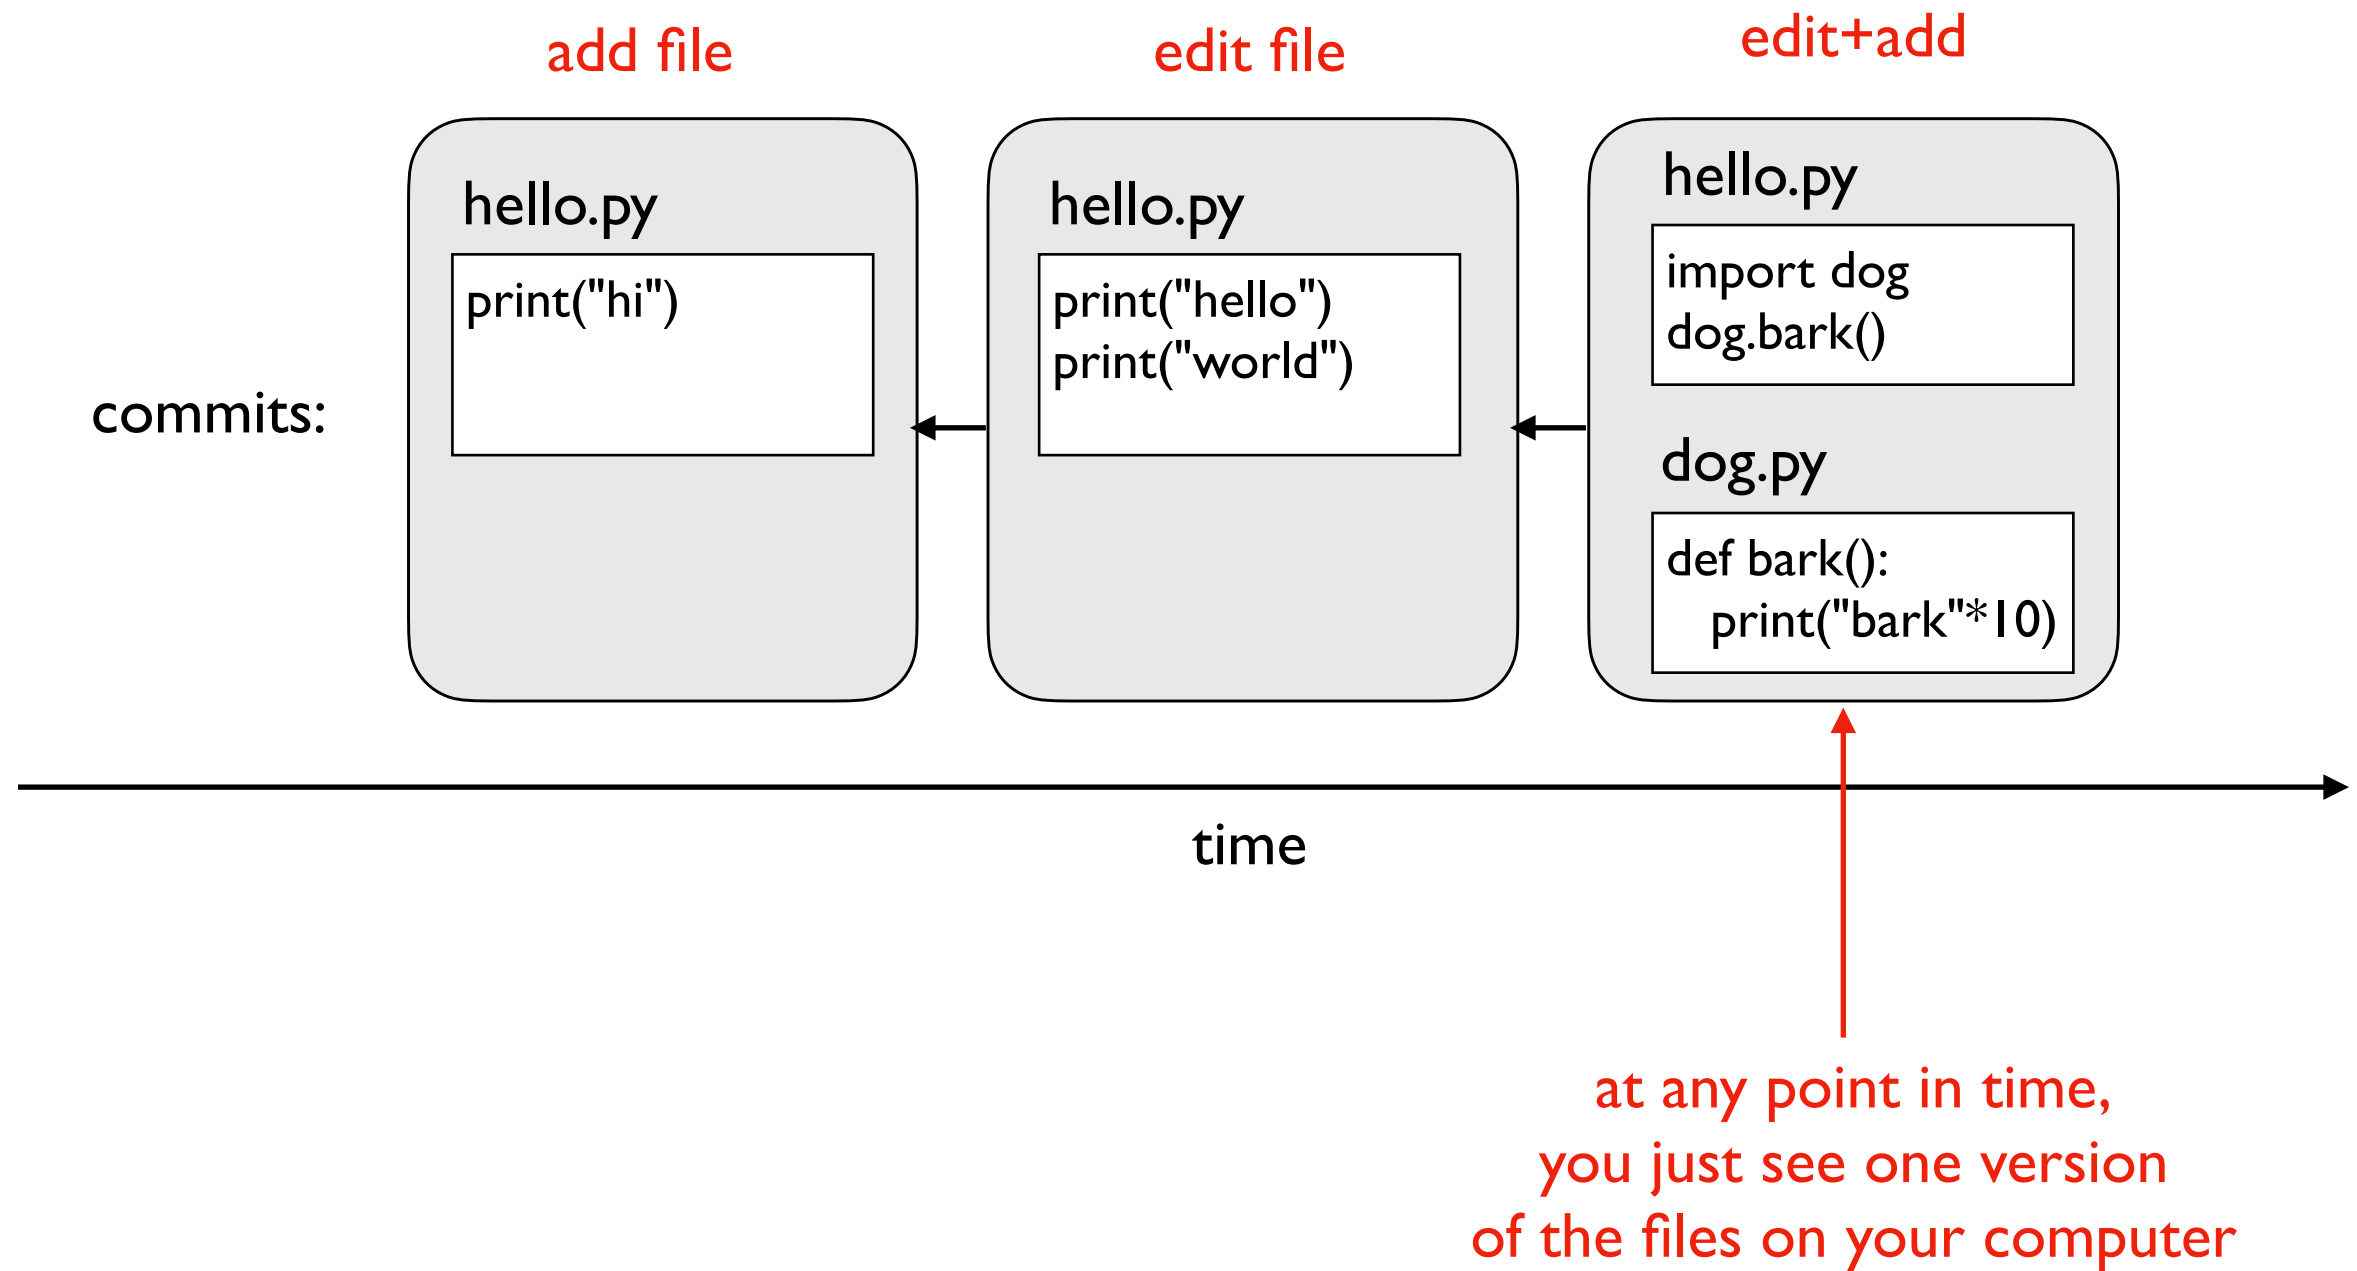 add file
edit file
edit+add
commits:
hello.py
print("hi")
hello.py
print("hello")
print("world")
hello.py
import dog
dog.bark()
dog.py
def bark():
print("bark"*10)
time
at any point in time,
you just see one version
of the files on your computer